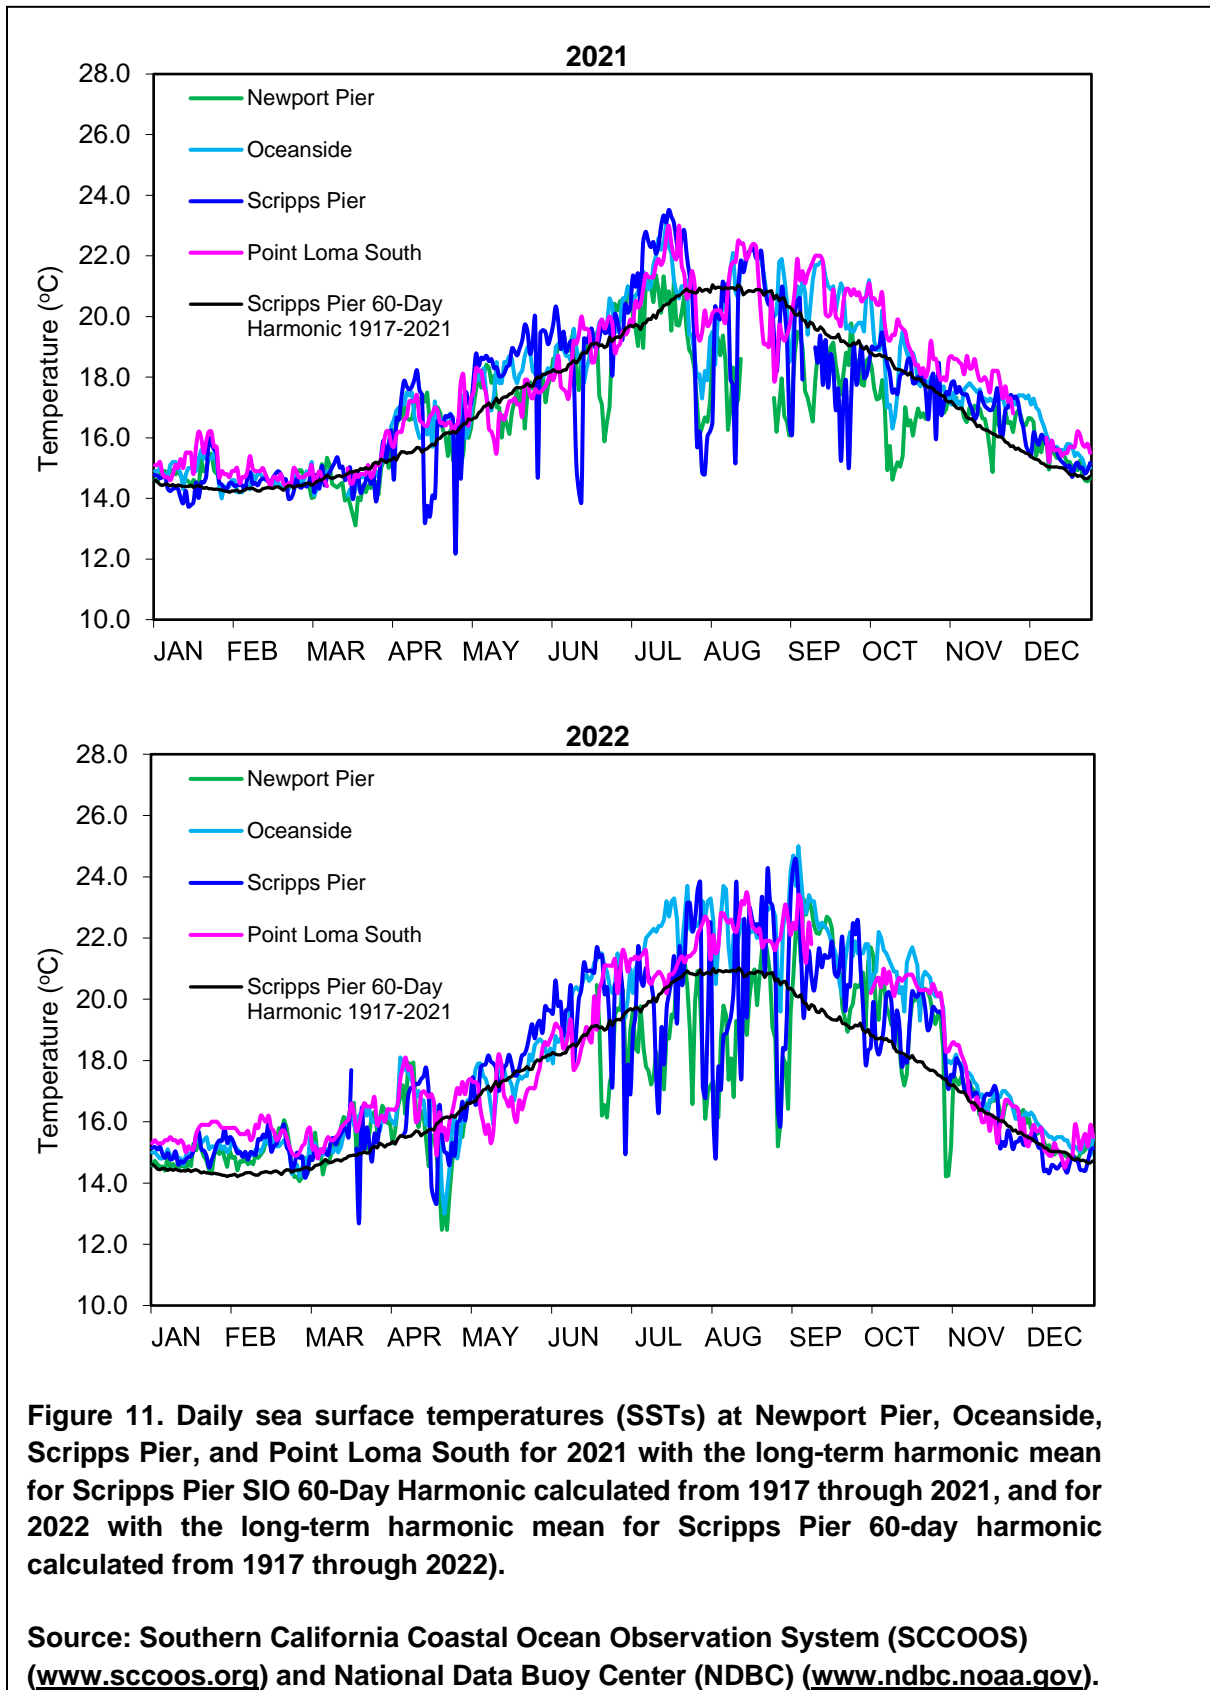 2021
28.0
26.0
24.0
22.0
20.0
18.0
16.0
14.0
12.0
10.0
Temperature (ºC)
Newport Pier
Oceanside
Scripps Pier
Point Loma South
Scripps Pier 60-Day
Harmonic 1917-2021
JAN FEB MAR APR MAY JUN JUL AUG SEP OCT NOV DEC
2022
28.0
26.0
24.0
22.0
20.0
18.0
16.0
14.0
12.0
10.0
Temperature (ºC)
Newport Pier
Oceanside
Scripps Pier
Point Loma South
Scripps Pier 60-Day
Harmonic 1917-2021
JAN FEB MAR APR MAY JUN JUL AUG SEP OCT NOV DEC
Figure 11. Daily sea surface temperatures (SSTs) at Newport Pier, Oceanside,
Scripps Pier, and Point Loma South for 2021 with the long-term harmonic mean
for Scripps Pier SIO 60-Day Harmonic calculated from 1917 through 2021, and for
2022 with the long-term harmonic mean for Scripps Pier 60-day harmonic
calculated from 1917 through 2022).
Source: Southern California Coastal Ocean Observation System (SCCOOS)
(www.sccoos.org) and National Data Buoy Center (NDBC) (www.ndbc.noaa.gov).